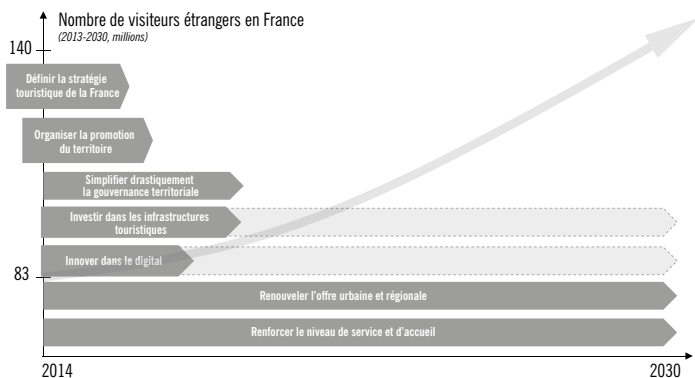 Nombre de visiteurs étrangers en France
(2013-2030, millions)
140
Définir la stratégie
touristique de la France
Organiser la promotion
du territoire
Simplifier drastiquement
la gouvernance territoriale
Investir dans les infrastructures
touristiques
Innover dans le digital
83
Renouveler l'offre urbaine et régionale
Renforcer le niveau de service et d'accueil
2014
2030